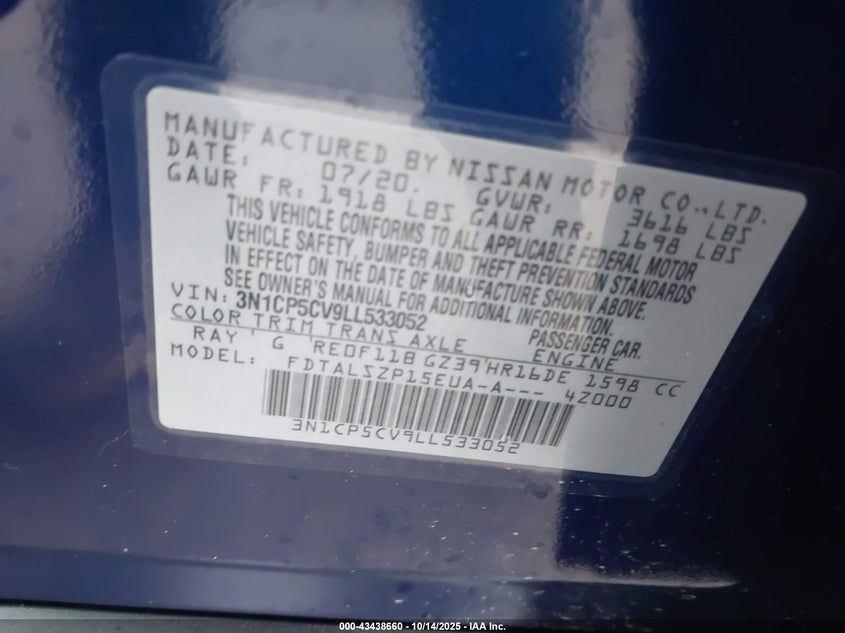 MANUFACTURED BY NISSAN MOTOR CO., LTD.
DATE: 07/20. GVWR: 3616 LBS
GAWR FR: 1918 LBS GAWR RR: 1698 LBS
THIS VEHICLE CONFORMS TO ALL APPLICABLE FEDERAL MOTOR
VEHICLE SAFETY, BUMPER AND THEFT PREVENTION STANDARDS
IN EFFECT ON THE DATE OF MANUFACTURE SHOWN ABOVE.
SEE OWNER'S MANUAL FOR ADDITIONAL INFORMATION.
VIN: 3N1CP5CV9LL533052 PASSENGER CAR.
COLOR TRIM TRANS AXLE ENGINE
RAY G RE0F11B GZ39 HR16DE 1598 CC
MODEL: FDTALSZP15EUA-A--- 4Z000
3N1CP5CV9LL533052
000-43438660 - 10/14/2025 - IAA Inc.